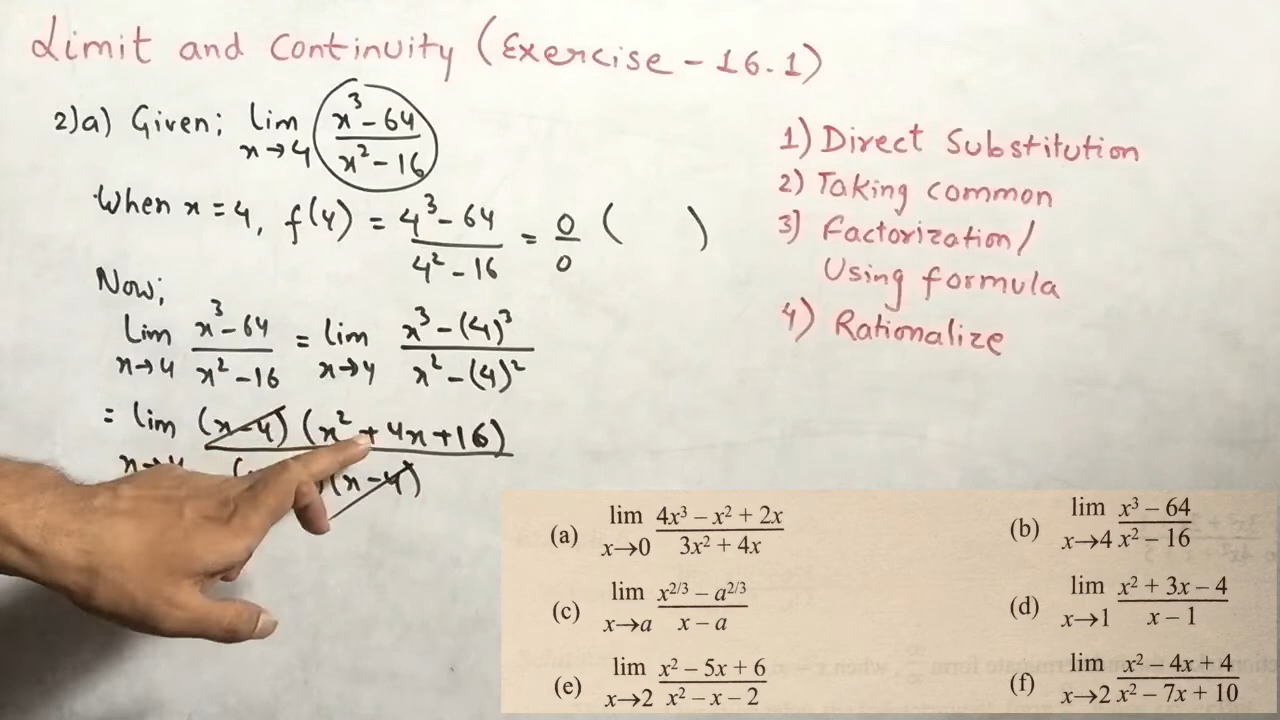 Limit and Continuity (Exercise - 16.1)
2)a) Given; lim x→4 (x³ - 64)/(x² - 16)
When x = 4, f(4) = (4³ - 64)/(4² - 16) = 0/0 ( )
Now;
Lim x→4 (x³ - 64)/(x² - 16) = lim x→4 (x³ - (4)³)/(x² - (4)²)
= lim x→4 (x-4) (x² + 4x + 16)
(x-4)
1) Direct Substitution
2) Taking common
3) Factorization/
Using formula
4) Rationalize
(a) lim x→0 (4x³ − x² + 2x)/(3x² + 4x)
(b) lim x→4 (x³ − 64)/(x² − 16)
(c) lim x→a (x^2/3 − a^2/3)/(x − a)
(d) lim x→1 (x² + 3x − 4)/(x − 1)
(e) lim x→2 (x² − 5x + 6)/(x² − x − 2)
(f) lim x→2 (x² − 4x + 4)/(x² − 7x + 10)